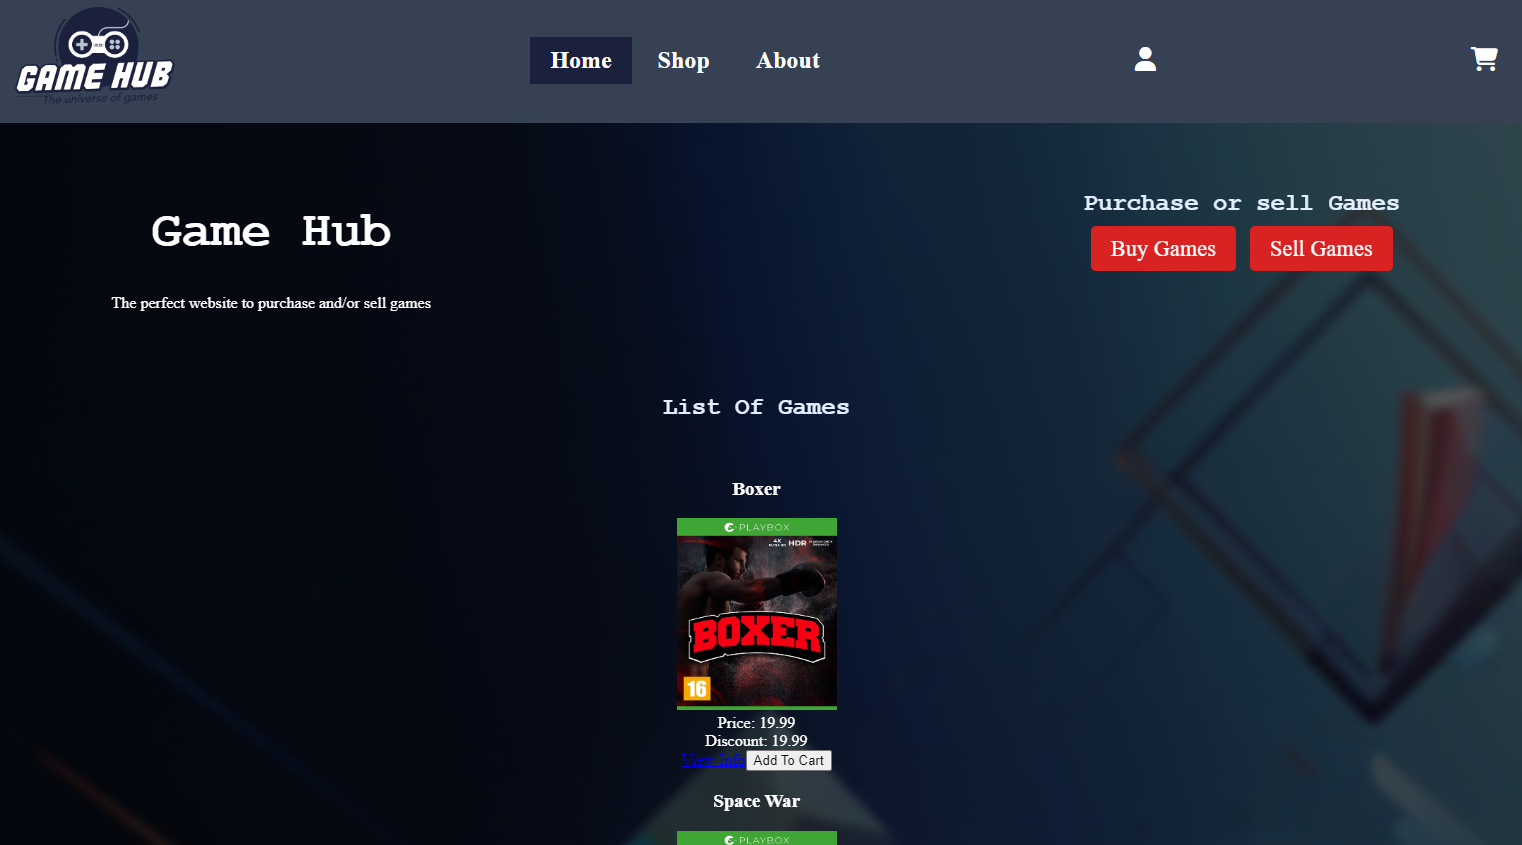 GAME HUB
The universe of games
Home Shop About
Game Hub
The perfect website to purchase and/or sell games
Purchase or sell Games
Buy Games Sell Games
List Of Games
Boxer
PLAYBOX
4K HDR
BOXER
16
Price: 19.99
Discount: 19.99
View Info Add To Cart
Space War
PLAYBOX